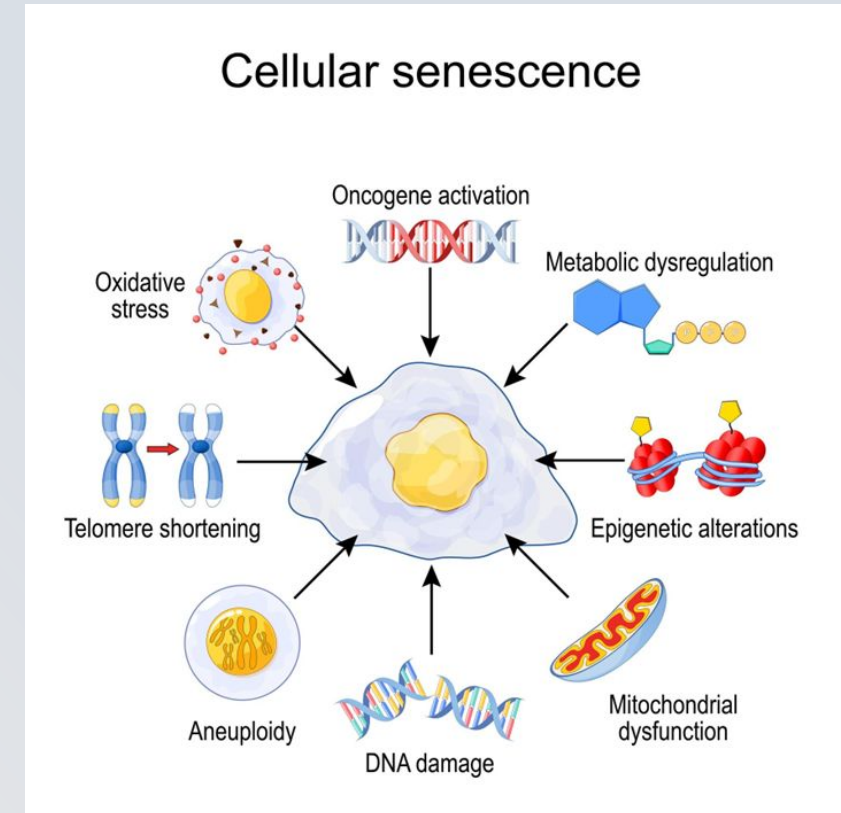 Cellular senescence
Oncogene activation
Metabolic dysregulation
Oxidative
stress
Telomere shortening
Epigenetic alterations
Aneuploidy
DNA damage
Mitochondrial
dysfunction